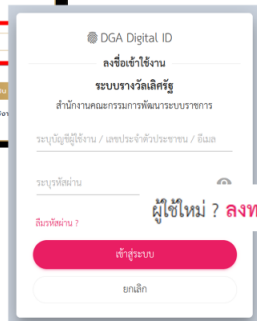 DGA Digital ID
ลงชื่อเข้าใช้งาน
ระบบรางวัลเลิศรัฐ
สำนักงานคณะกรรมการพัฒนาระบบราชการ
ระบุบัญชีผู้ใช้งาน / เลขประจำตัวประชาชน / อีเมล
ระบุรหัสผ่าน
ผู้ใช้ใหม่ ?
ลืมรหัสผ่าน ?
เข้าสู่ระบบ
ยกเลิก